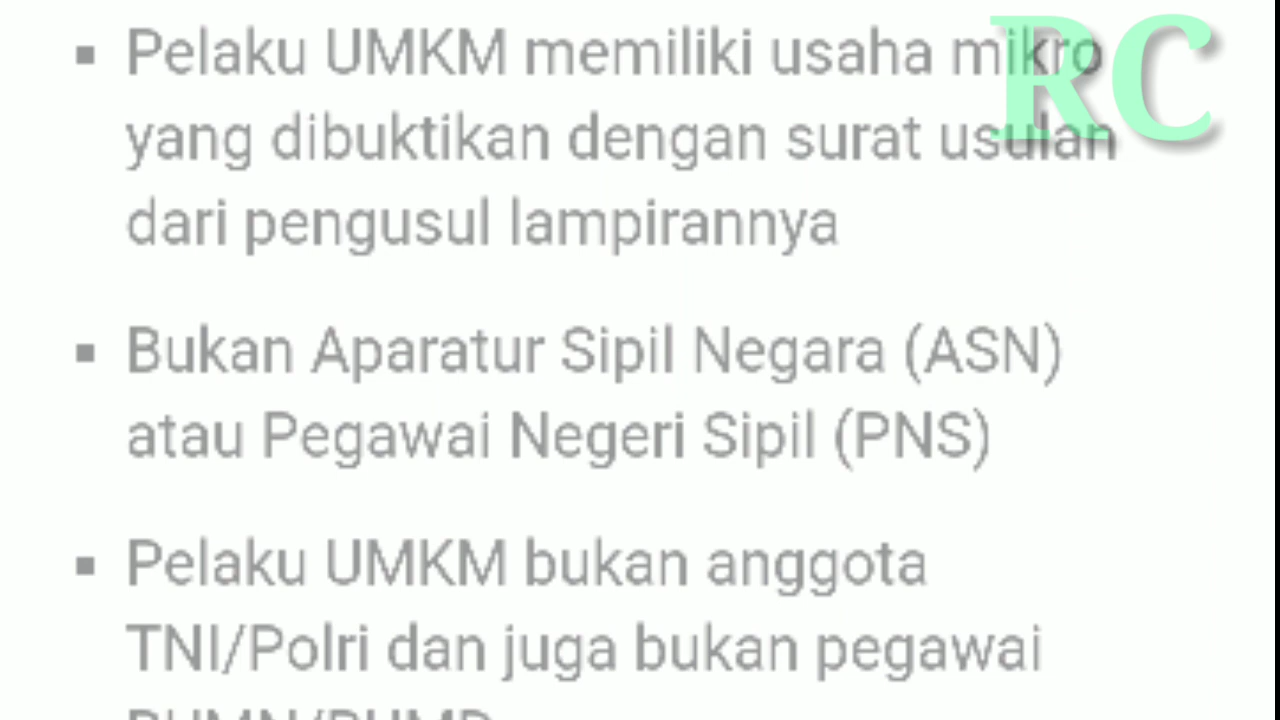 Pelaku UMKM memiliki usaha mikro
yang dibuktikan dengan surat usulan
dari pengusul lampirannya
Bukan Aparatur Sipil Negara (ASN)
atau Pegawai Negeri Sipil (PNS)
Pelaku UMKM bukan anggota
TNI/Polri dan juga bukan pegawai
RC